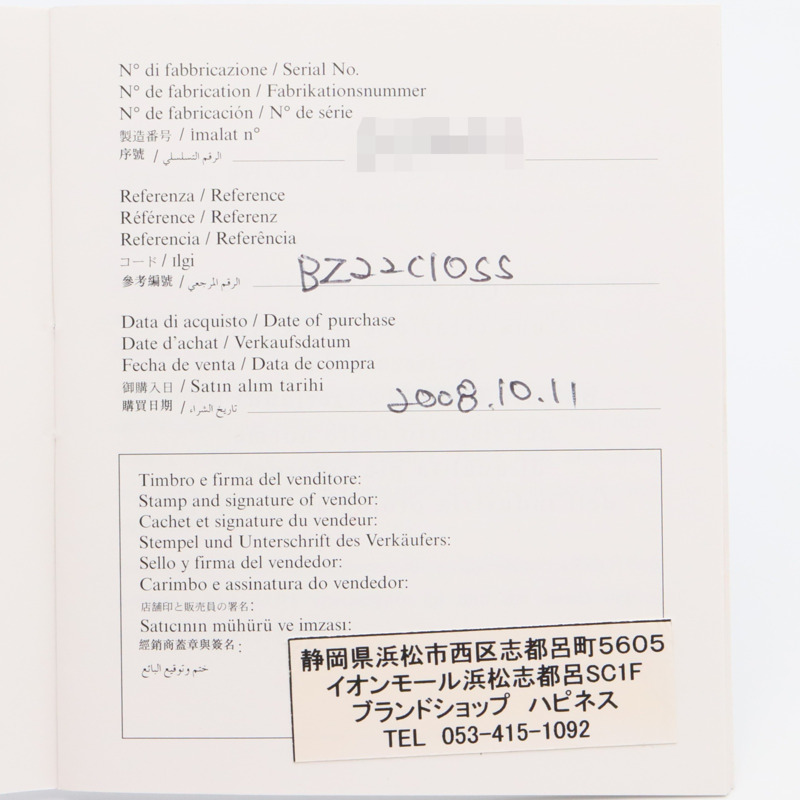 N° di fabbricazione / Serial No.
N° de fabrication / Fabrikationsnummer
N° de fabricación / N° de série
製造番号 / İmalat n°
序號 / الرقم التسلسلي
Referenza / Reference
Référence / Referenz
Referencia / Referência
コード / Ilgi
參考編號 / الرقم المرجعي BZ22C10SS
Data di acquisto / Date of purchase
Date d'achat / Verkaufsdatum
Fecha de venta / Data de compra
御購入日 / Satın alım tarihi
購買日期 / تاريخ الشراء 2008.10.11
Timbro e firma del venditore:
Stamp and signature of vendor:
Cachet et signature du vendeur:
Stempel und Unterschrift des Verkäufers:
Sello y firma del vendedor:
Carimbo e assinatura do vendedor:
店舗印と販売員の署名:
Satıcının mühürü ve imzası:
經銷商蓋章與簽名:
ختم وتوقيع البائع
静岡県浜松市西区志都呂町5605
イオンモール浜松志都呂SC1F
ブランドショップ ハピネス
TEL 053-415-1092